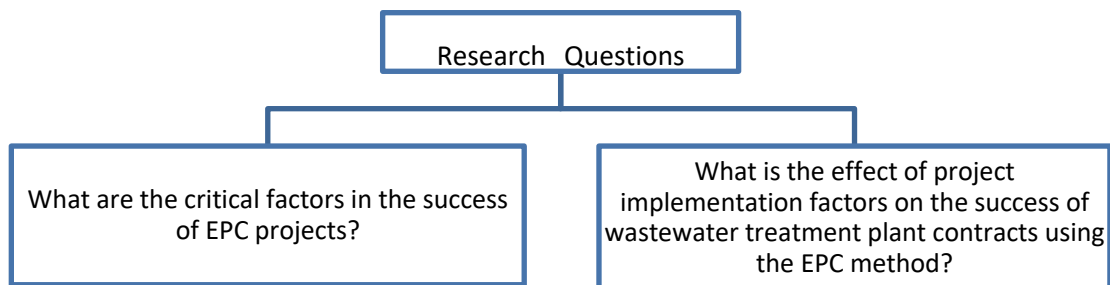 Research Questions
What are the critical factors in the success
of EPC projects?
What is the effect of project
implementation factors on the success of
wastewater treatment plant contracts using
the EPC method?